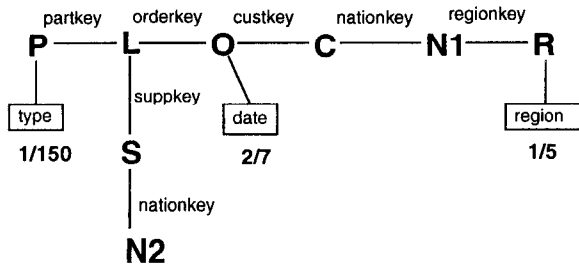 partkey orderkey custkey nationkey regionkey
P L O C N1 R
suppkey
type date region
1/150 S 2/7 1/5
nationkey
N2